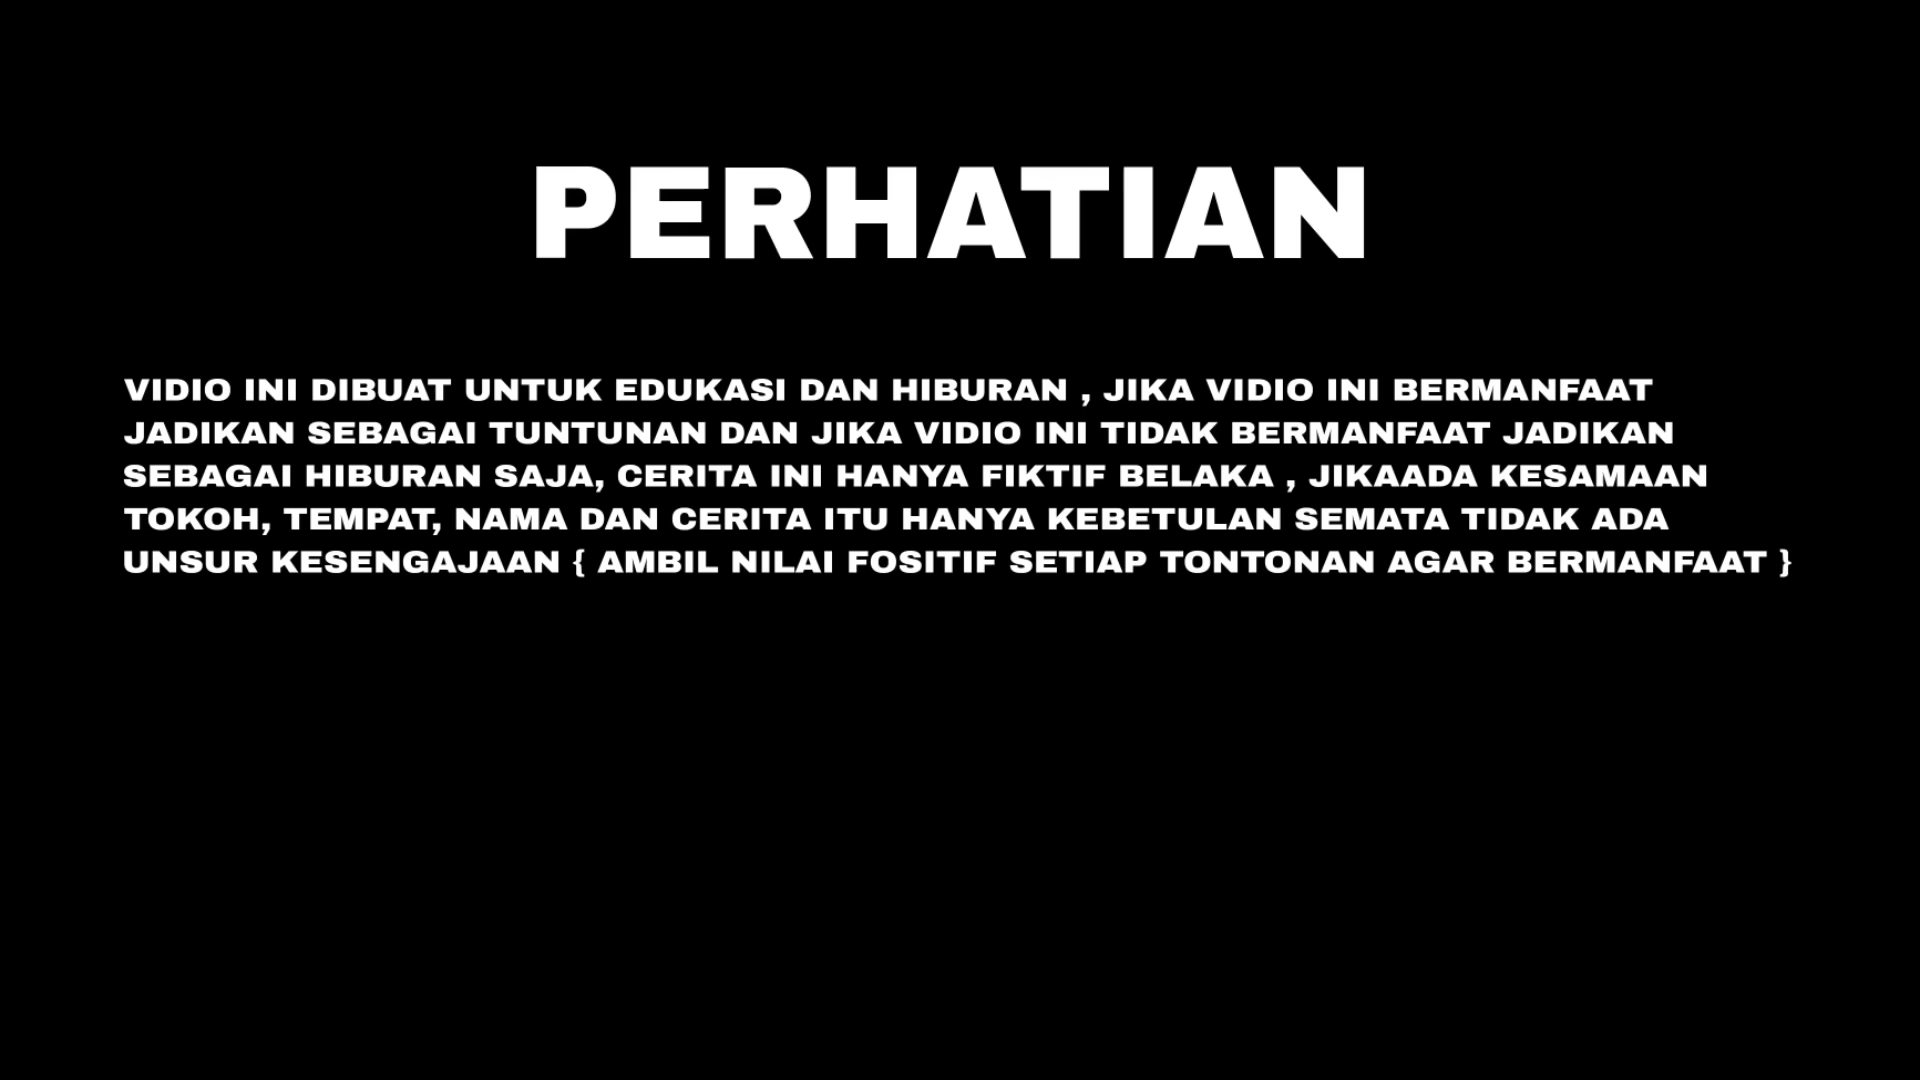 PERHATIAN
VIDIO INI DIBUAT UNTUK EDUKASI DAN HIBURAN , JIKA VIDIO INI BERMANFAAT
JADIKAN SEBAGAI TUNTUNAN DAN JIKA VIDIO INI TIDAK BERMANFAAT JADIKAN
SEBAGAI HIBURAN SAJA, CERITA INI HANYA FIKTIF BELAKA , JIKAADA KESAMAAN
TOKOH, TEMPAT, NAMA DAN CERITA ITU HANYA KEBETULAN SEMATA TIDAK ADA
UNSUR KESENGAJAAN { AMBIL NILAI FOSITIF SETIAP TONTONAN AGAR BERMANFAAT }